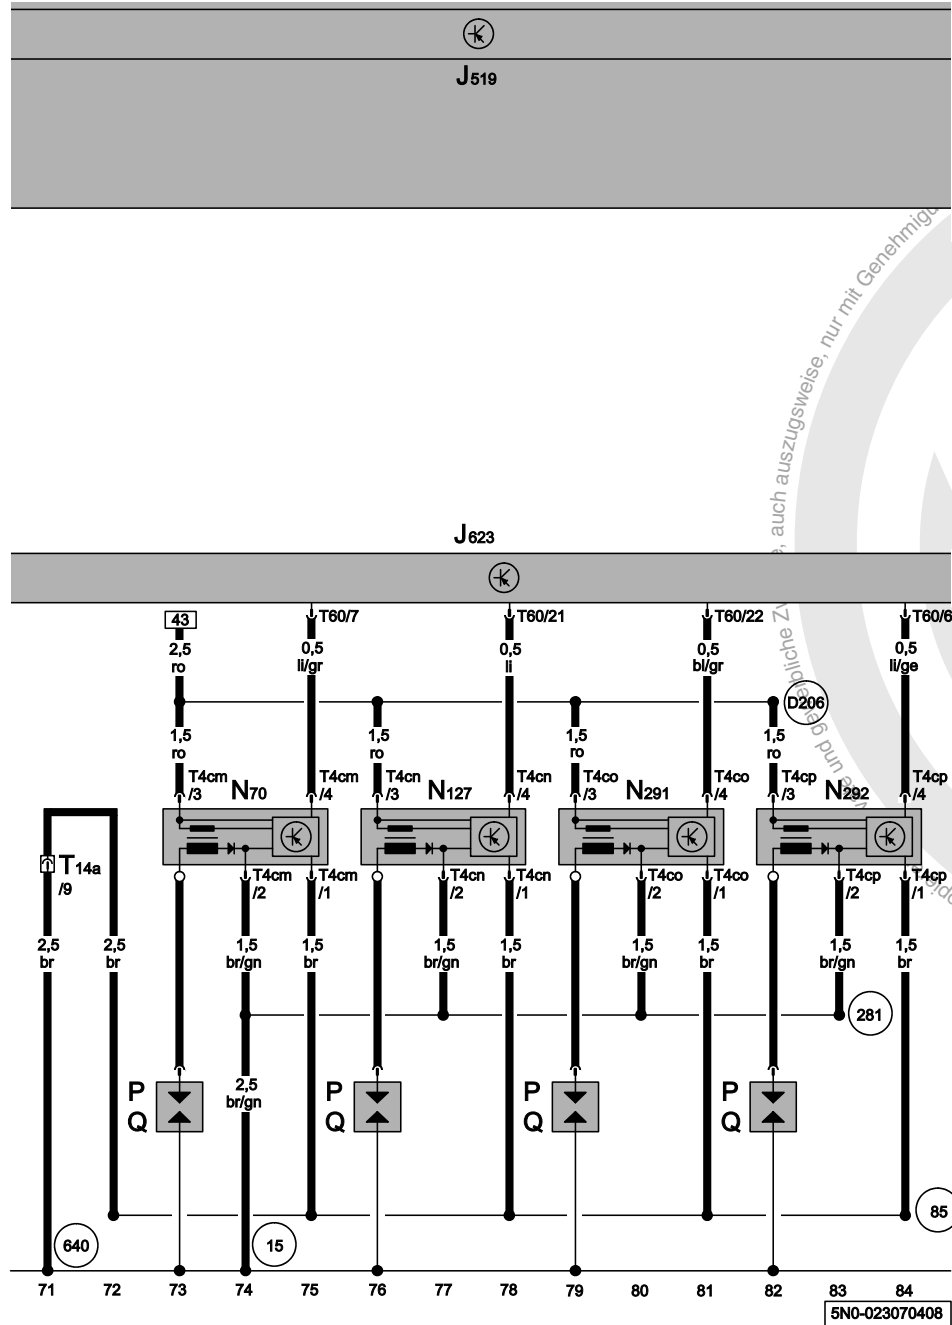 J519
nur mit Genehmigu
, auch auszugsweise,
J623
43
T60/7
T60/21
T60/22
T60/6
2,5
ro
0,5
li/gr
0,5
li
0,5
bl/gr
0,5
li/ge
D206
1,5
ro
1,5
ro
1,5
ro
1,5
ro
und
T4cm
/3
N70
T4cm
/4
T4cn
/3
N127
T4cn
/4
T4co
/3
N291
T4co
/4
T4cp
/3
N292
T4cp
/4
T14a
/9
T4cm
/2
T4cm
/1
T4cn
/2
T4cn
/1
T4co
/2
T4co
/1
T4cp
/2
T4cp
/1
2,5
br
2,5
br
1,5
br/gn
1,5
br
1,5
br/gn
1,5
br
1,5
br/gn
1,5
br
1,5
br/gn
1,5
br
281
P
Q
2,5
br/gn
P
Q
P
Q
P
Q
85
640
15
71 72 73 74 75 76 77 78 79 80 81 82 83 84
5N0-023070408